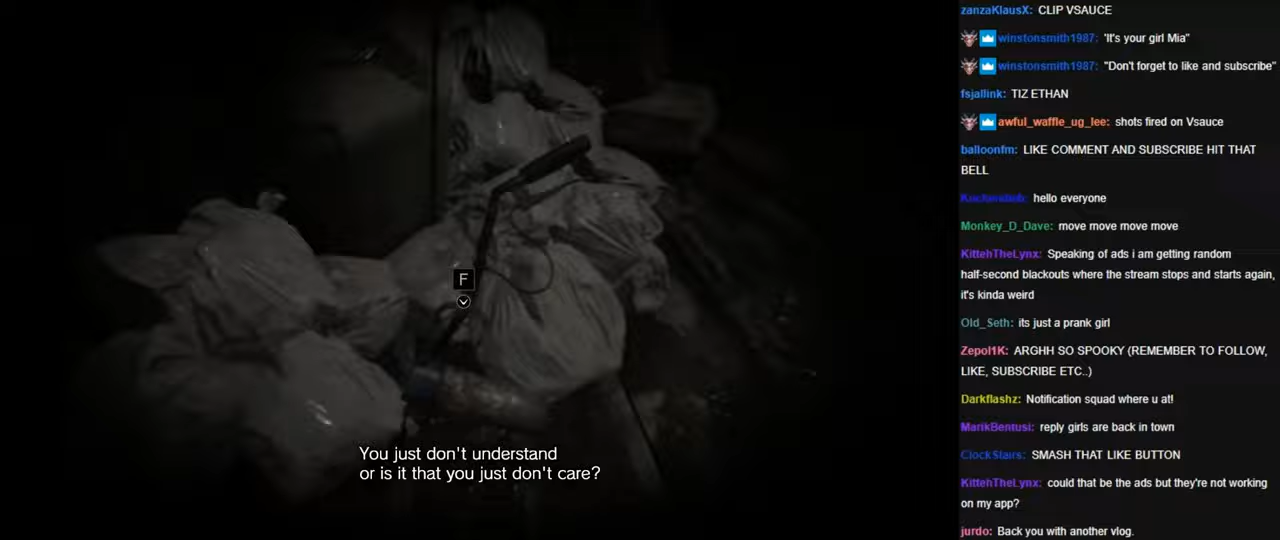 F
You just don't understand
or is it that you just don't care?
zanzaKlausX: CLIP VSAUCE
winstonsmith1987: 'It's your girl Mia"
winstonsmith1987: "Don't forget to like and subscribe"
fsjallink: TIZ ETHAN
awful_waffle_ug_lee: shots fired on Vsauce
balloonfm: LIKE COMMENT AND SUBSCRIBE HIT THAT
BELL
hello everyone
Monkey_D_Dave: move move move move
KittehTheLynx: Speaking of ads i am getting random
half-second blackouts where the stream stops and starts again,
it's kinda weird
Old_Seth: its just a prank girl
Zepol1K: ARGHH SO SPOOKY (REMEMBER TO FOLLOW,
LIKE, SUBSCRIBE ETC..)
Darkflashz: Notification squad where u at!
MarikBentusi: reply girls are back in town
ClockStairs: SMASH THAT LIKE BUTTON
KittehTheLynx: could that be the ads but they're not working
on my app?
jurdo: Back you with another vlog.